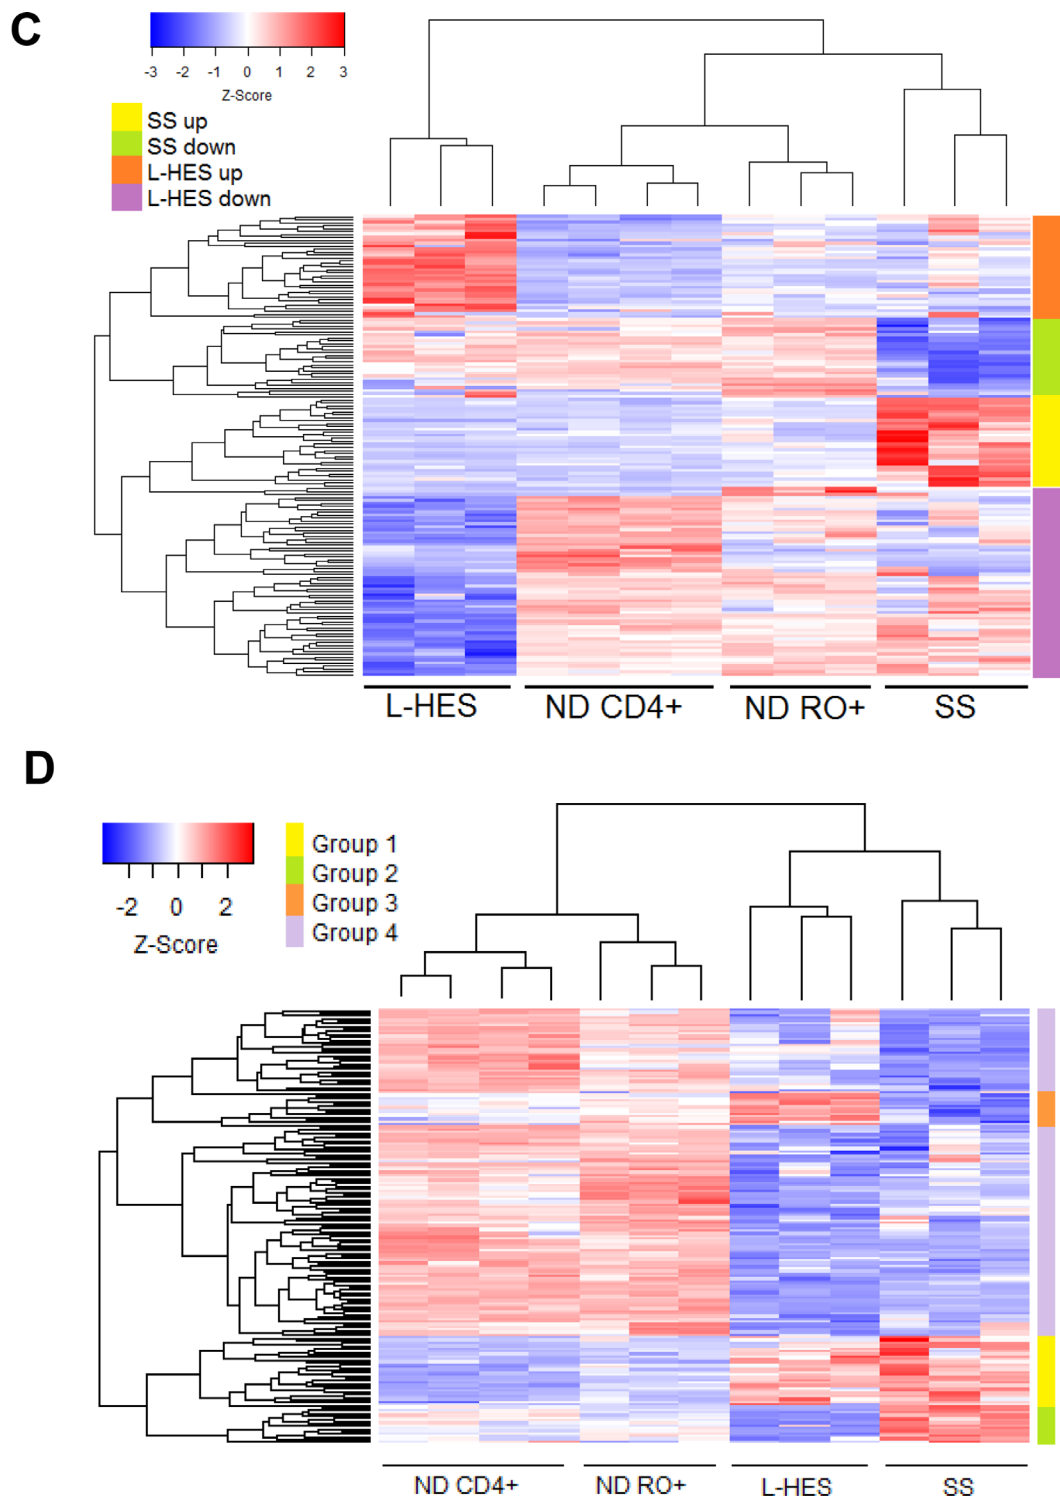 C
-3 -2 -1 0 1 2 3
Z-Score
SS up
SS down
L-HES up
L-HES down
L-HES ND CD4+ ND RO+ SS
D
-2 0 2
Z-Score
Group 1
Group 2
Group 3
Group 4
ND CD4+ ND RO+ L-HES SS